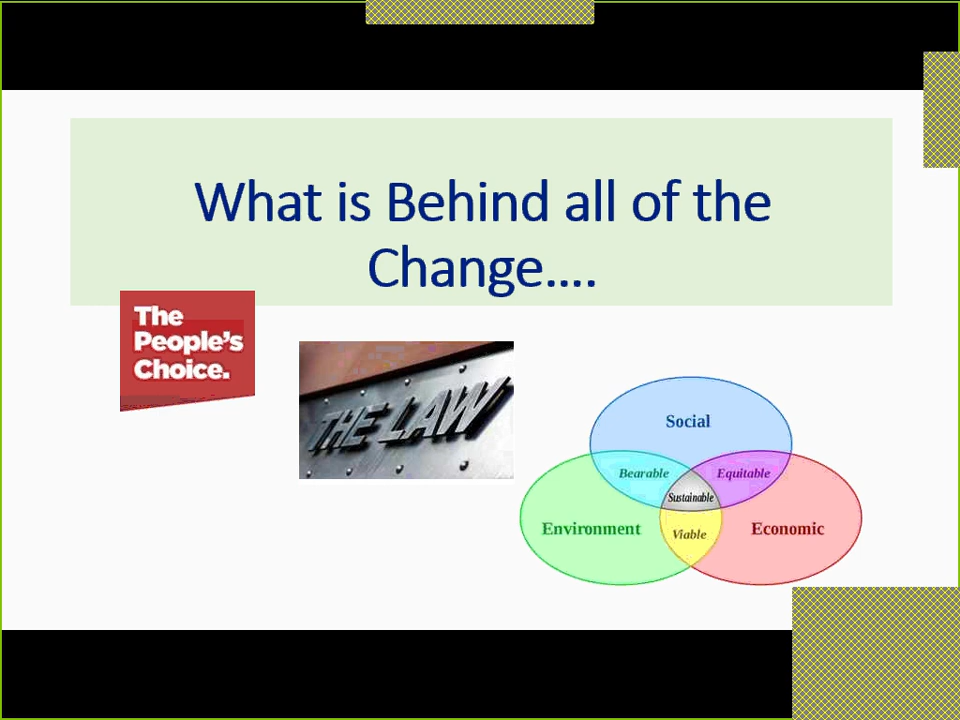 What is Behind all of the
Change....
The
People's
Choice.
THE LAW
Social
Bearable
Equitable
Sustainable
Environment
Viable
Economic